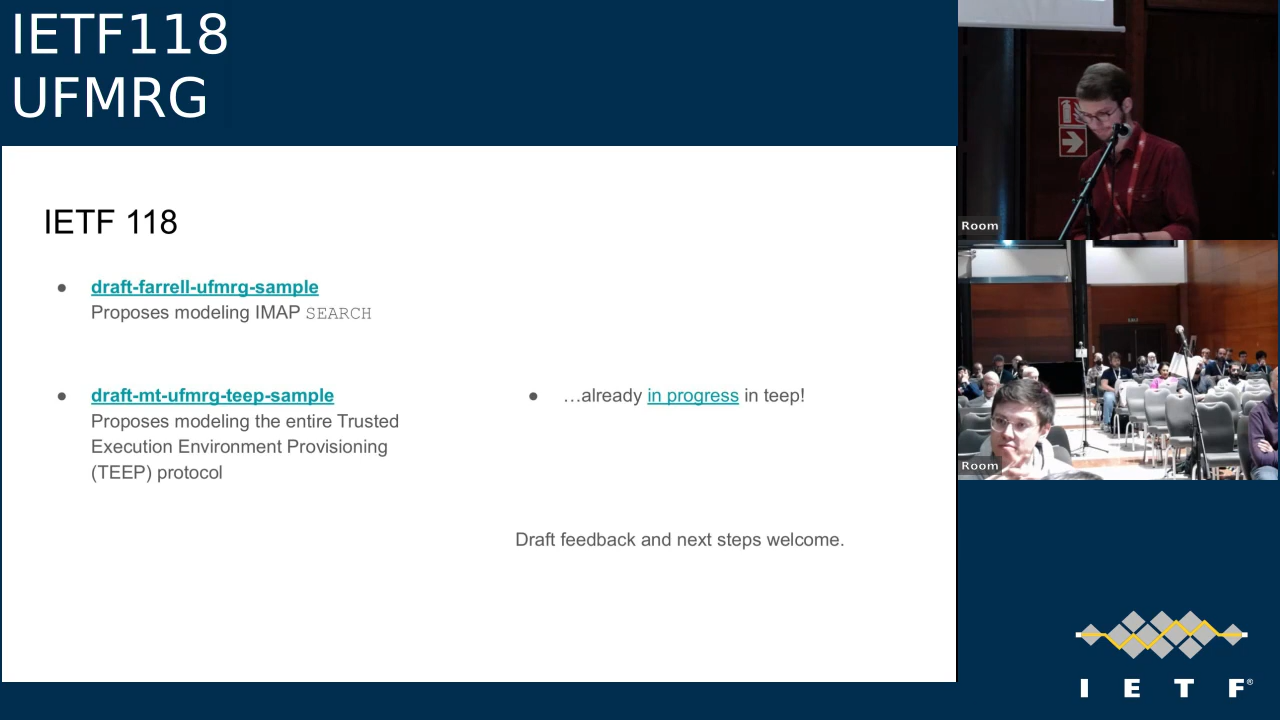 IETF118
UFMRG
IETF 118
● draft-farrell-ufmrg-sample
Proposes modeling IMAP SEARCH
● draft-mt-ufmrg-teep-sample
Proposes modeling the entire Trusted
Execution Environment Provisioning
(TEEP) protocol
● …already in progress in teep!
Draft feedback and next steps welcome.
Room
Room
I E T F®